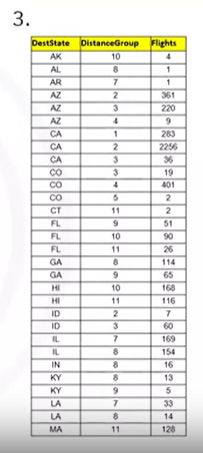 3.
DestState DistanceGroup Flights
AK 10 4
AL 8 1
AR 7 1
AZ 2 361
AZ 3 220
AZ 4 9
CA 1 283
CA 2 2256
CA 3 36
CO 3 19
CO 4 401
CO 5 2
CT 11 2
FL 9 51
FL 10 90
FL 11 26
GA 8 114
GA 9 65
HI 10 168
HI 11 116
ID 2 7
ID 3 60
IL 7 169
IL 8 154
IN 8 16
KY 8 13
KY 9 5
LA 7 33
LA 8 14
MA 11 128